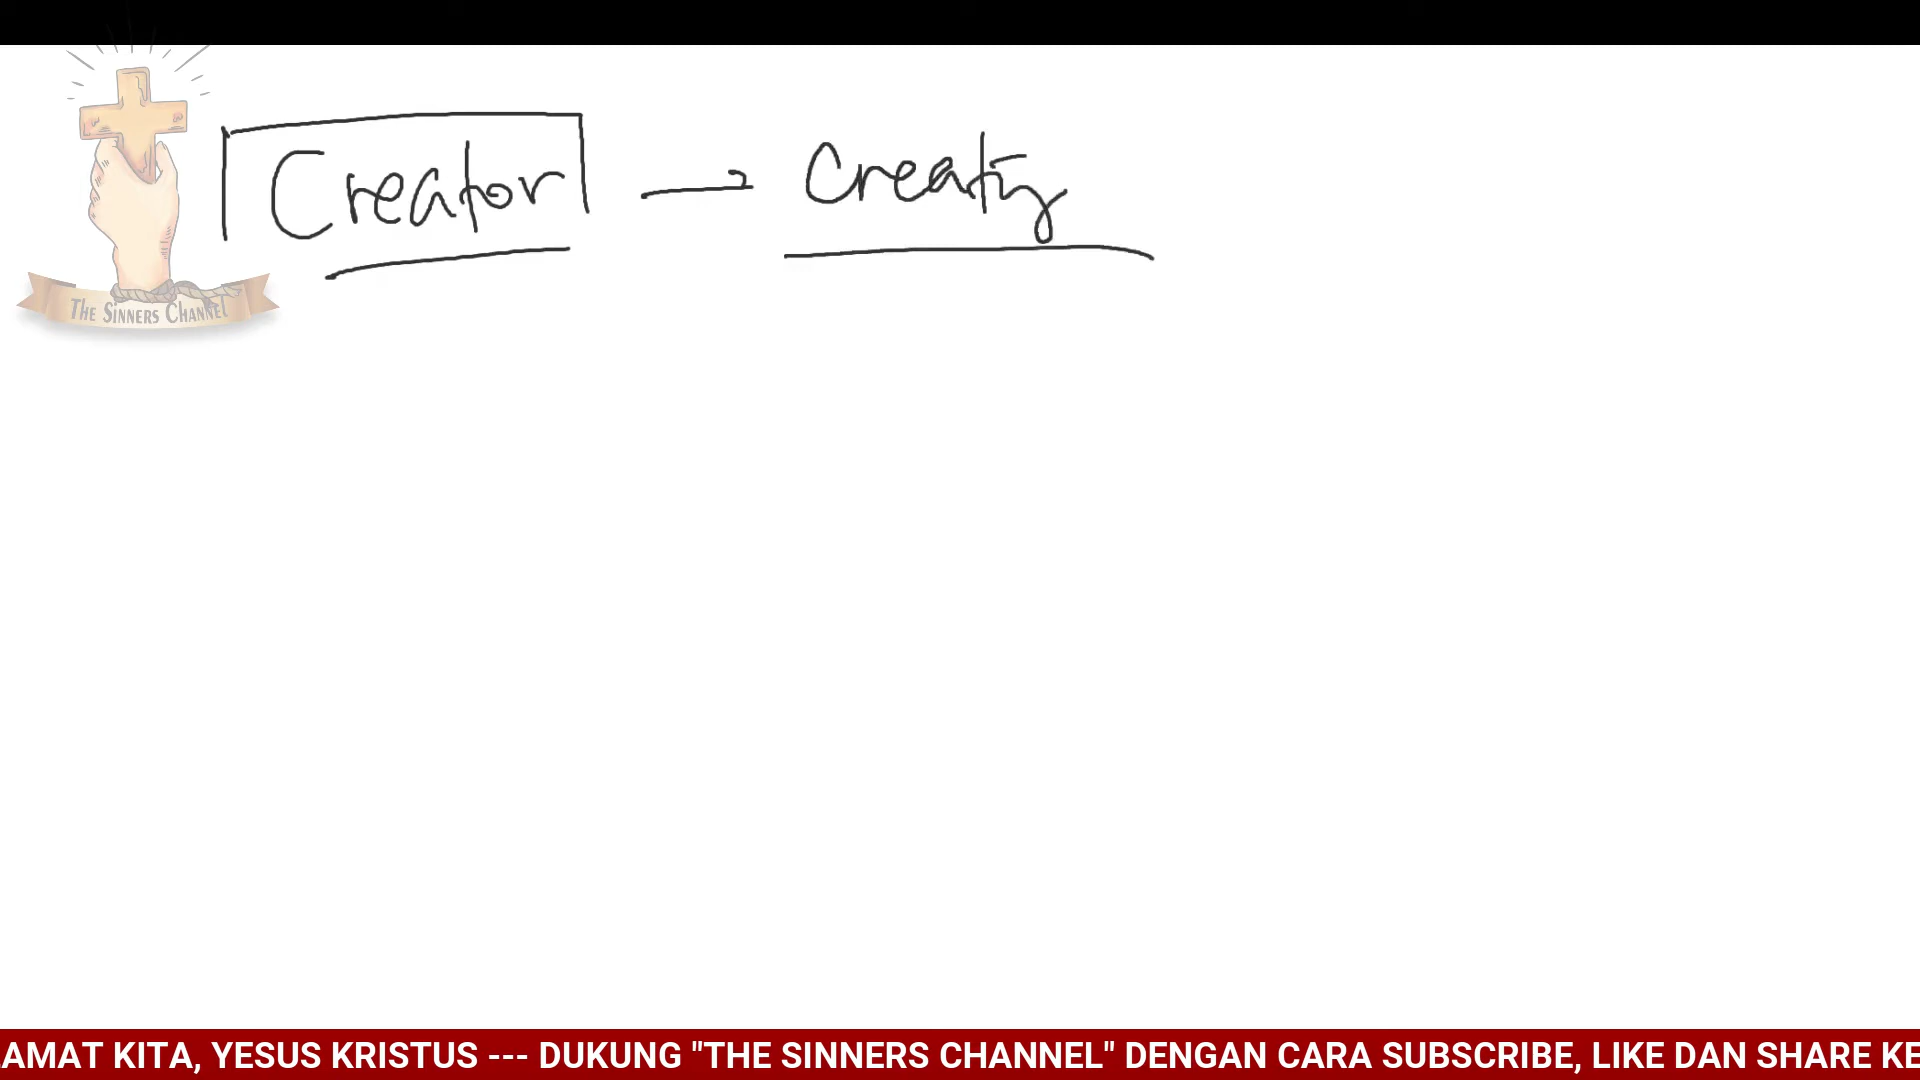 Creator → Creating
The Sinners Channel
AMAT KITA, YESUS KRISTUS --- DUKUNG "THE SINNERS CHANNEL" DENGAN CARA SUBSCRIBE, LIKE DAN SHARE KE